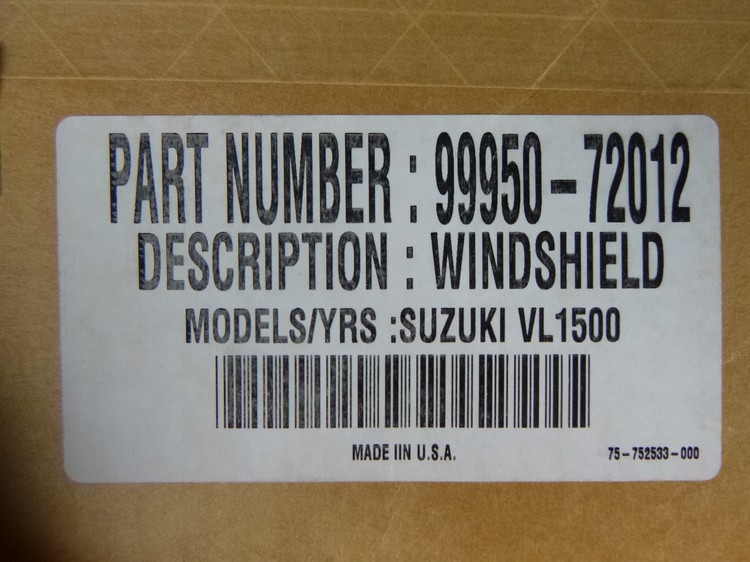 PART NUMBER : 99950-72012
DESCRIPTION : WINDSHIELD
MODELS/YRS :SUZUKI VL1500
MADE IIN U.S.A.
75-752533-000